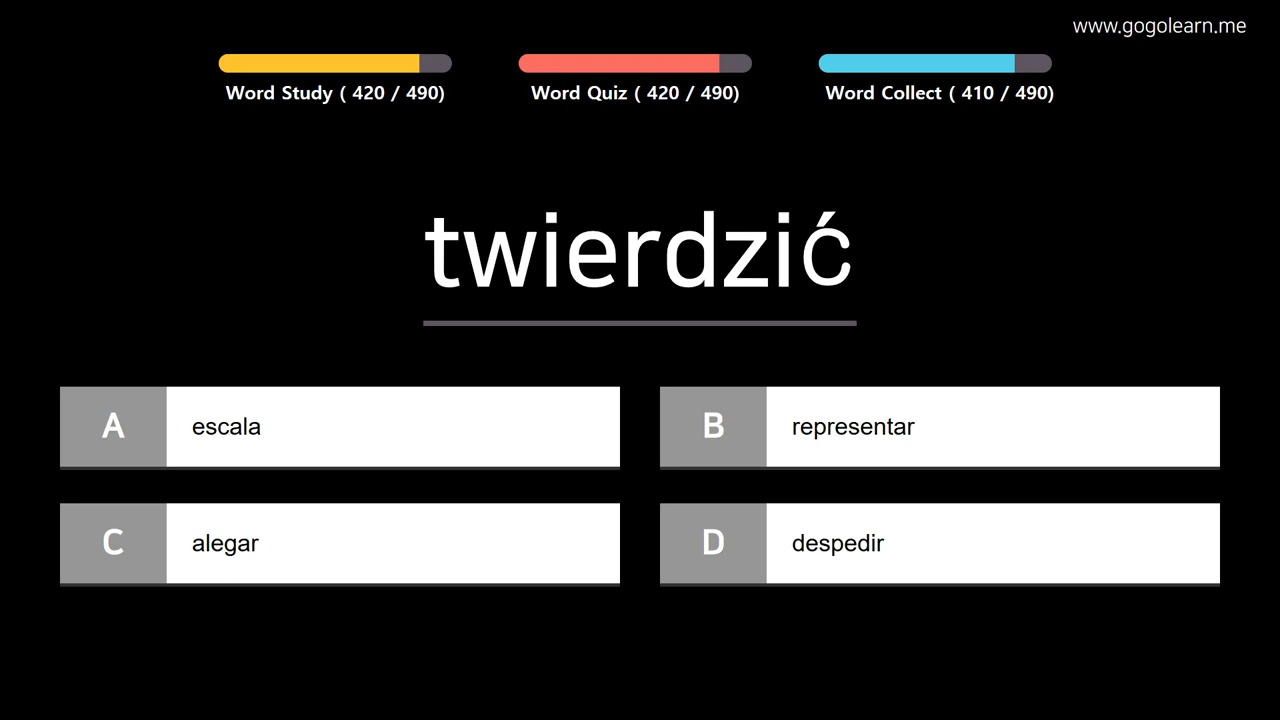 www.gogolearn.me
Word Study ( 420 / 490)
Word Quiz ( 420 / 490)
Word Collect ( 410 / 490)
twierdzić
A escala
B representar
C alegar
D despedir